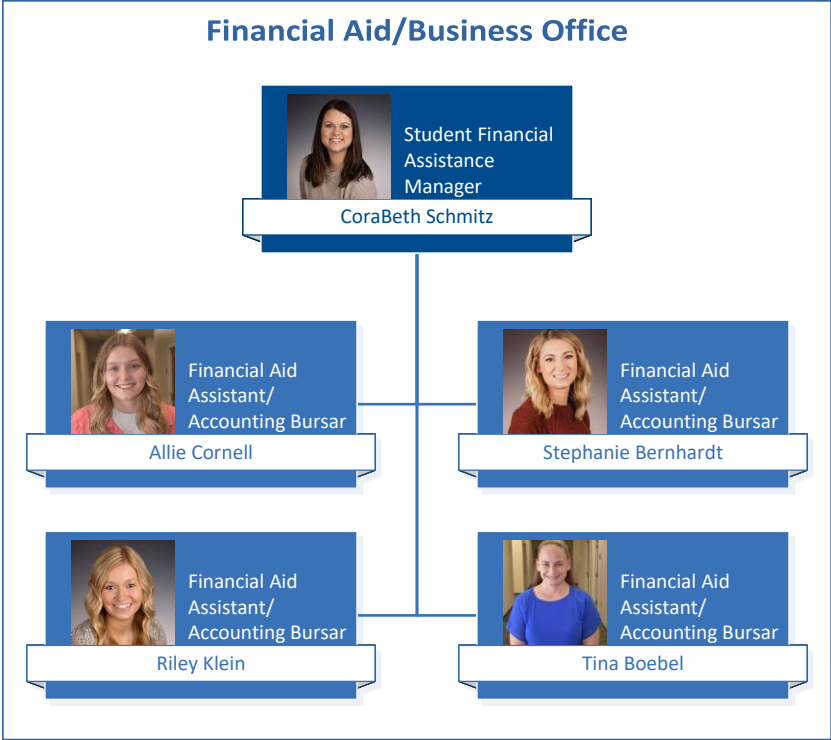 Financial Aid/Business Office
Student Financial
Assistance
Manager
CoraBeth Schmitz
Financial Aid
Assistant/
Accounting Bursar
Allie Cornell
Financial Aid
Assistant/
Accounting Bursar
Stephanie Bernhardt
Financial Aid
Assistant/
Accounting Bursar
Riley Klein
Financial Aid
Assistant/
Accounting Bursar
Tina Boebel